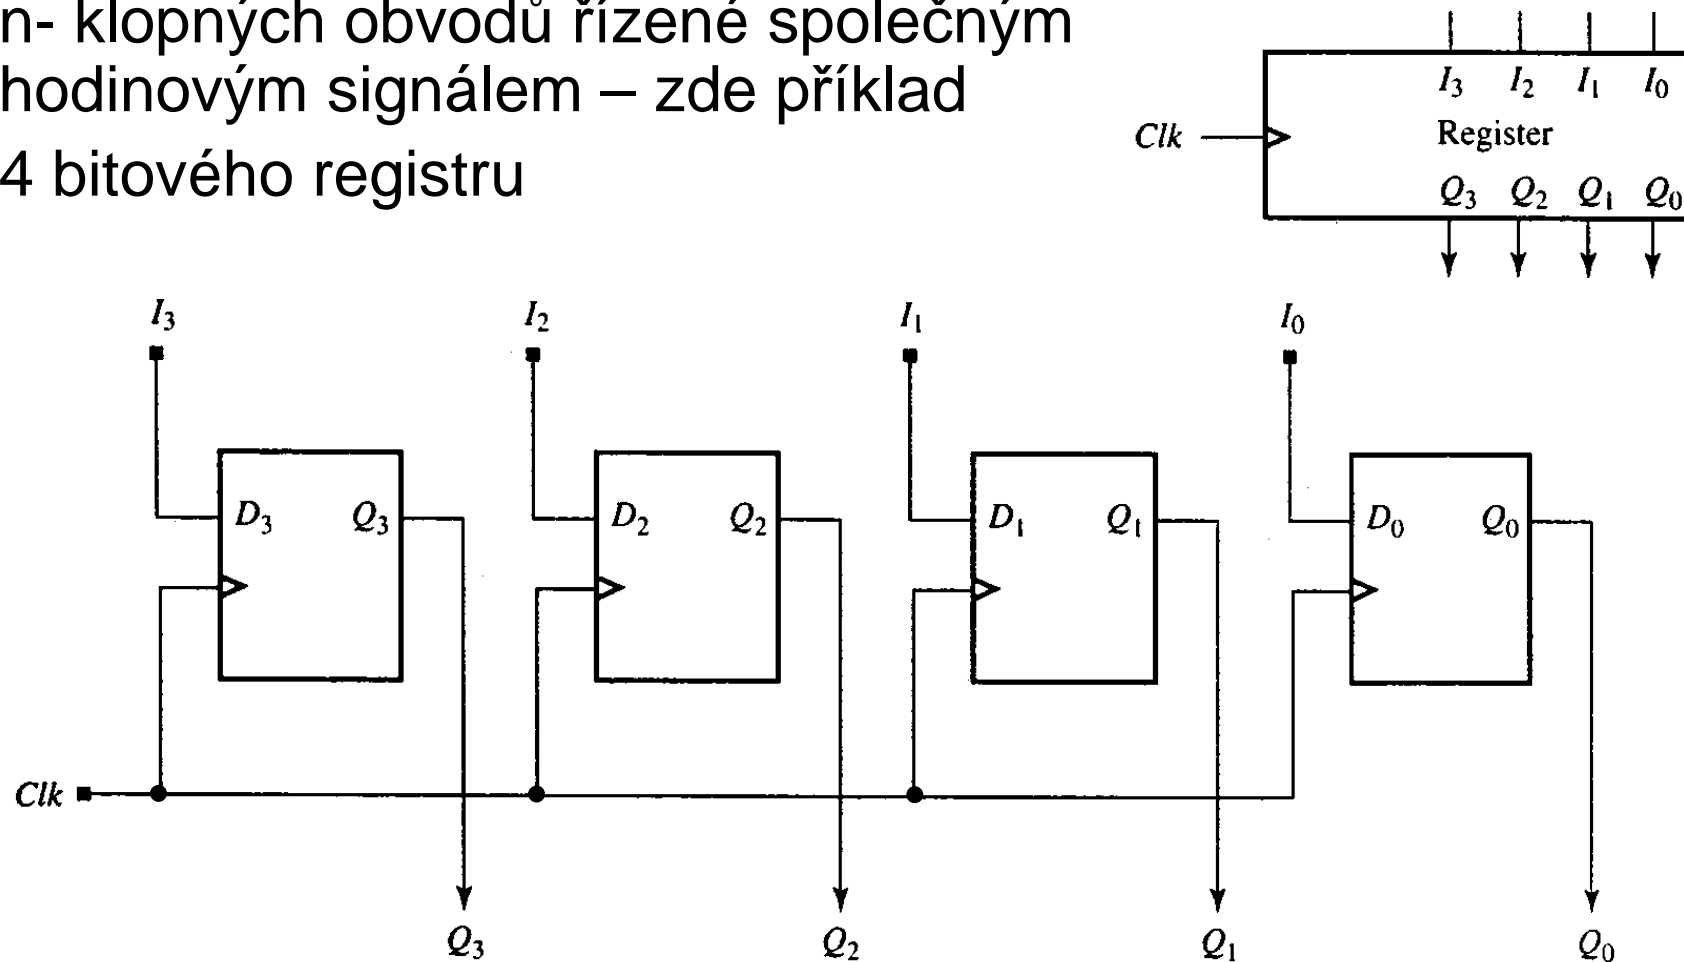 n- klopných obvodů řízené společným
hodinovým signálem – zde příklad
4 bitového registru
I3 I2 I1 I0
Clk
Register
Q3 Q2 Q1 Q0
I3 I2 I1 I0
D3 Q3 D2 Q2 D1 Q1 D0 Q0
Clk
Q3 Q2 Q1 Q0